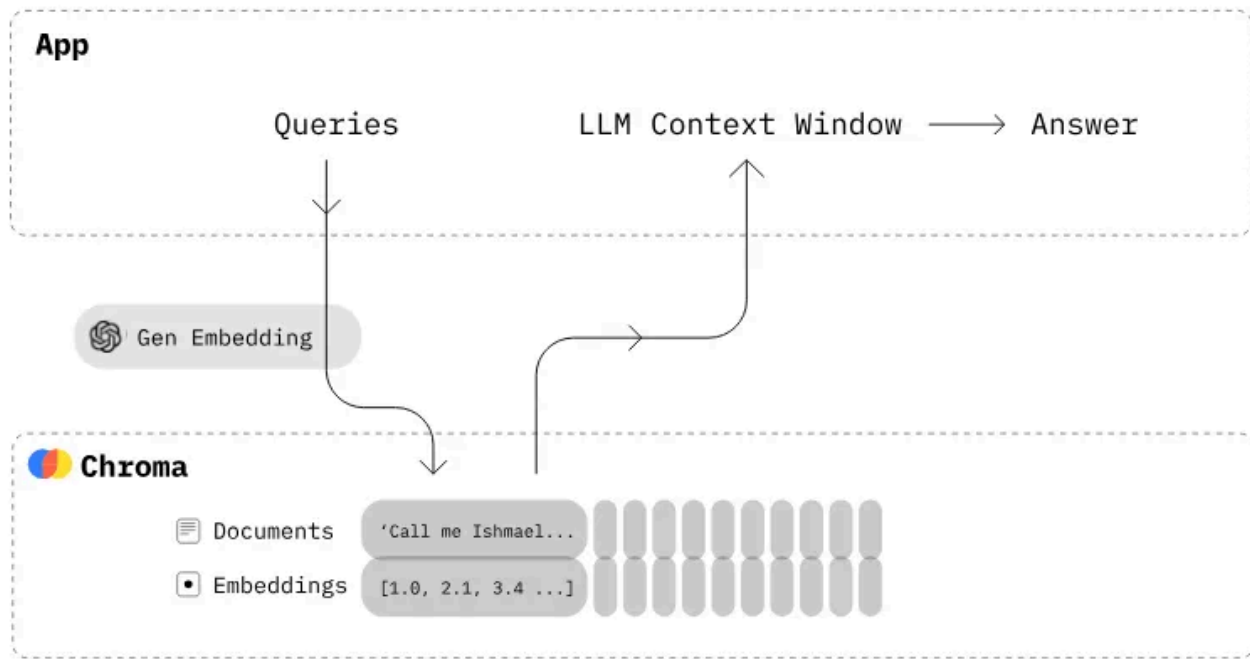 App
Queries
LLM Context Window
Answer
Gen Embedding
Chroma
Documents
‘Call me Ishmael...
Embeddings
[1.0, 2.1, 3.4 ...]